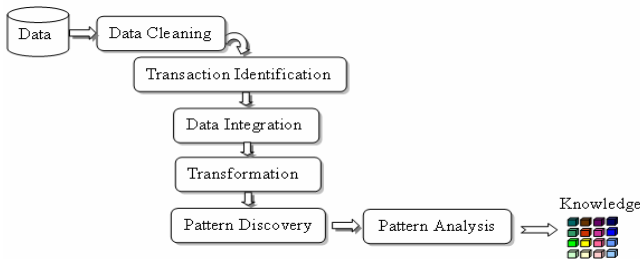 Data
Data Cleaning
Transaction Identification
Data Integration
Transformation
Pattern Discovery
Pattern Analysis
Knowledge